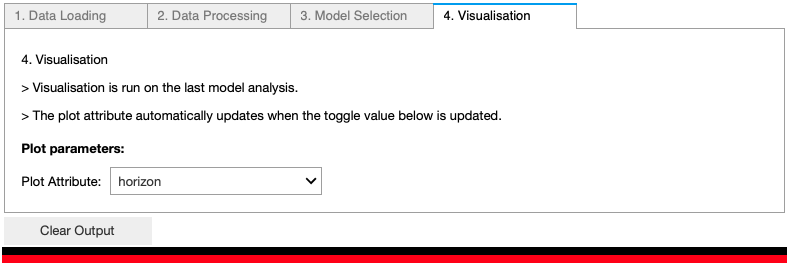 1. Data Loading
2. Data Processing
3. Model Selection
4. Visualisation
4. Visualisation
> Visualisation is run on the last model analysis.
> The plot attribute automatically updates when the toggle value below is updated.
Plot parameters:
Plot Attribute: horizon
Clear Output